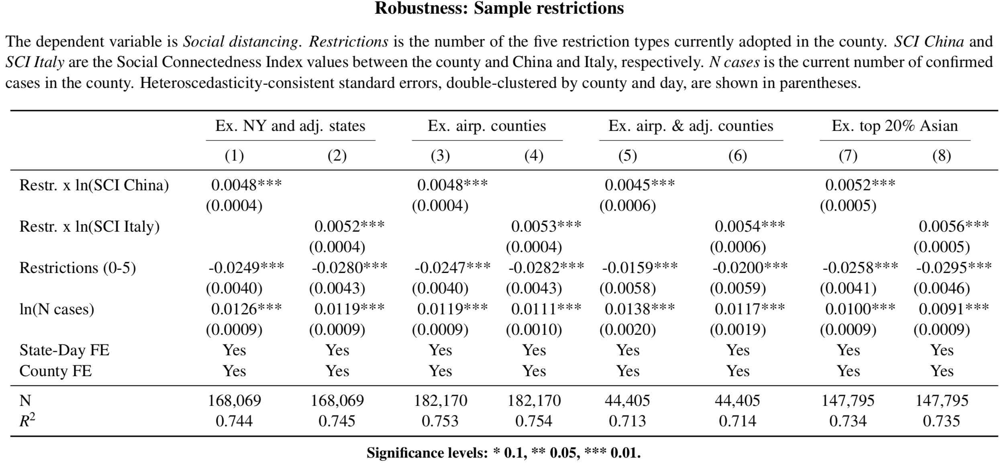 Robustness: Sample restrictions
The dependent variable is Social distancing. Restrictions is the number of the five restriction types currently adopted in the county. SCI China and
SCI Italy are the Social Connectedness Index values between the county and China and Italy, respectively. N cases is the current number of confirmed
cases in the county. Heteroscedasticity-consistent standard errors, double-clustered by county and day, are shown in parentheses.
Ex. NY and adj. states Ex. airp. counties Ex. airp. & adj. counties Ex. top 20% Asian
(1) (2) (3) (4) (5) (6) (7) (8)
Restr. x ln(SCI China) 0.0048*** 0.0048*** 0.0045*** 0.0052***
(0.0004) (0.0004) (0.0006) (0.0005)
Restr. x ln(SCI Italy) 0.0052*** 0.0053*** 0.0054*** 0.0056***
(0.0004) (0.0004) (0.0006) (0.0005)
Restrictions (0-5) -0.0249*** -0.0280*** -0.0247*** -0.0282*** -0.0159*** -0.0200*** -0.0258*** -0.0295***
(0.0040) (0.0043) (0.0040) (0.0043) (0.0058) (0.0059) (0.0041) (0.0046)
ln(N cases) 0.0126*** 0.0119*** 0.0119*** 0.0111*** 0.0138*** 0.0117*** 0.0100*** 0.0091***
(0.0009) (0.0009) (0.0009) (0.0010) (0.0020) (0.0019) (0.0009) (0.0009)
State-Day FE Yes Yes Yes Yes Yes Yes Yes Yes
County FE Yes Yes Yes Yes Yes Yes Yes Yes
N 168,069 168,069 182,170 182,170 44,405 44,405 147,795 147,795
R² 0.744 0.745 0.753 0.754 0.713 0.714 0.734 0.735
Significance levels: * 0.1, ** 0.05, *** 0.01.